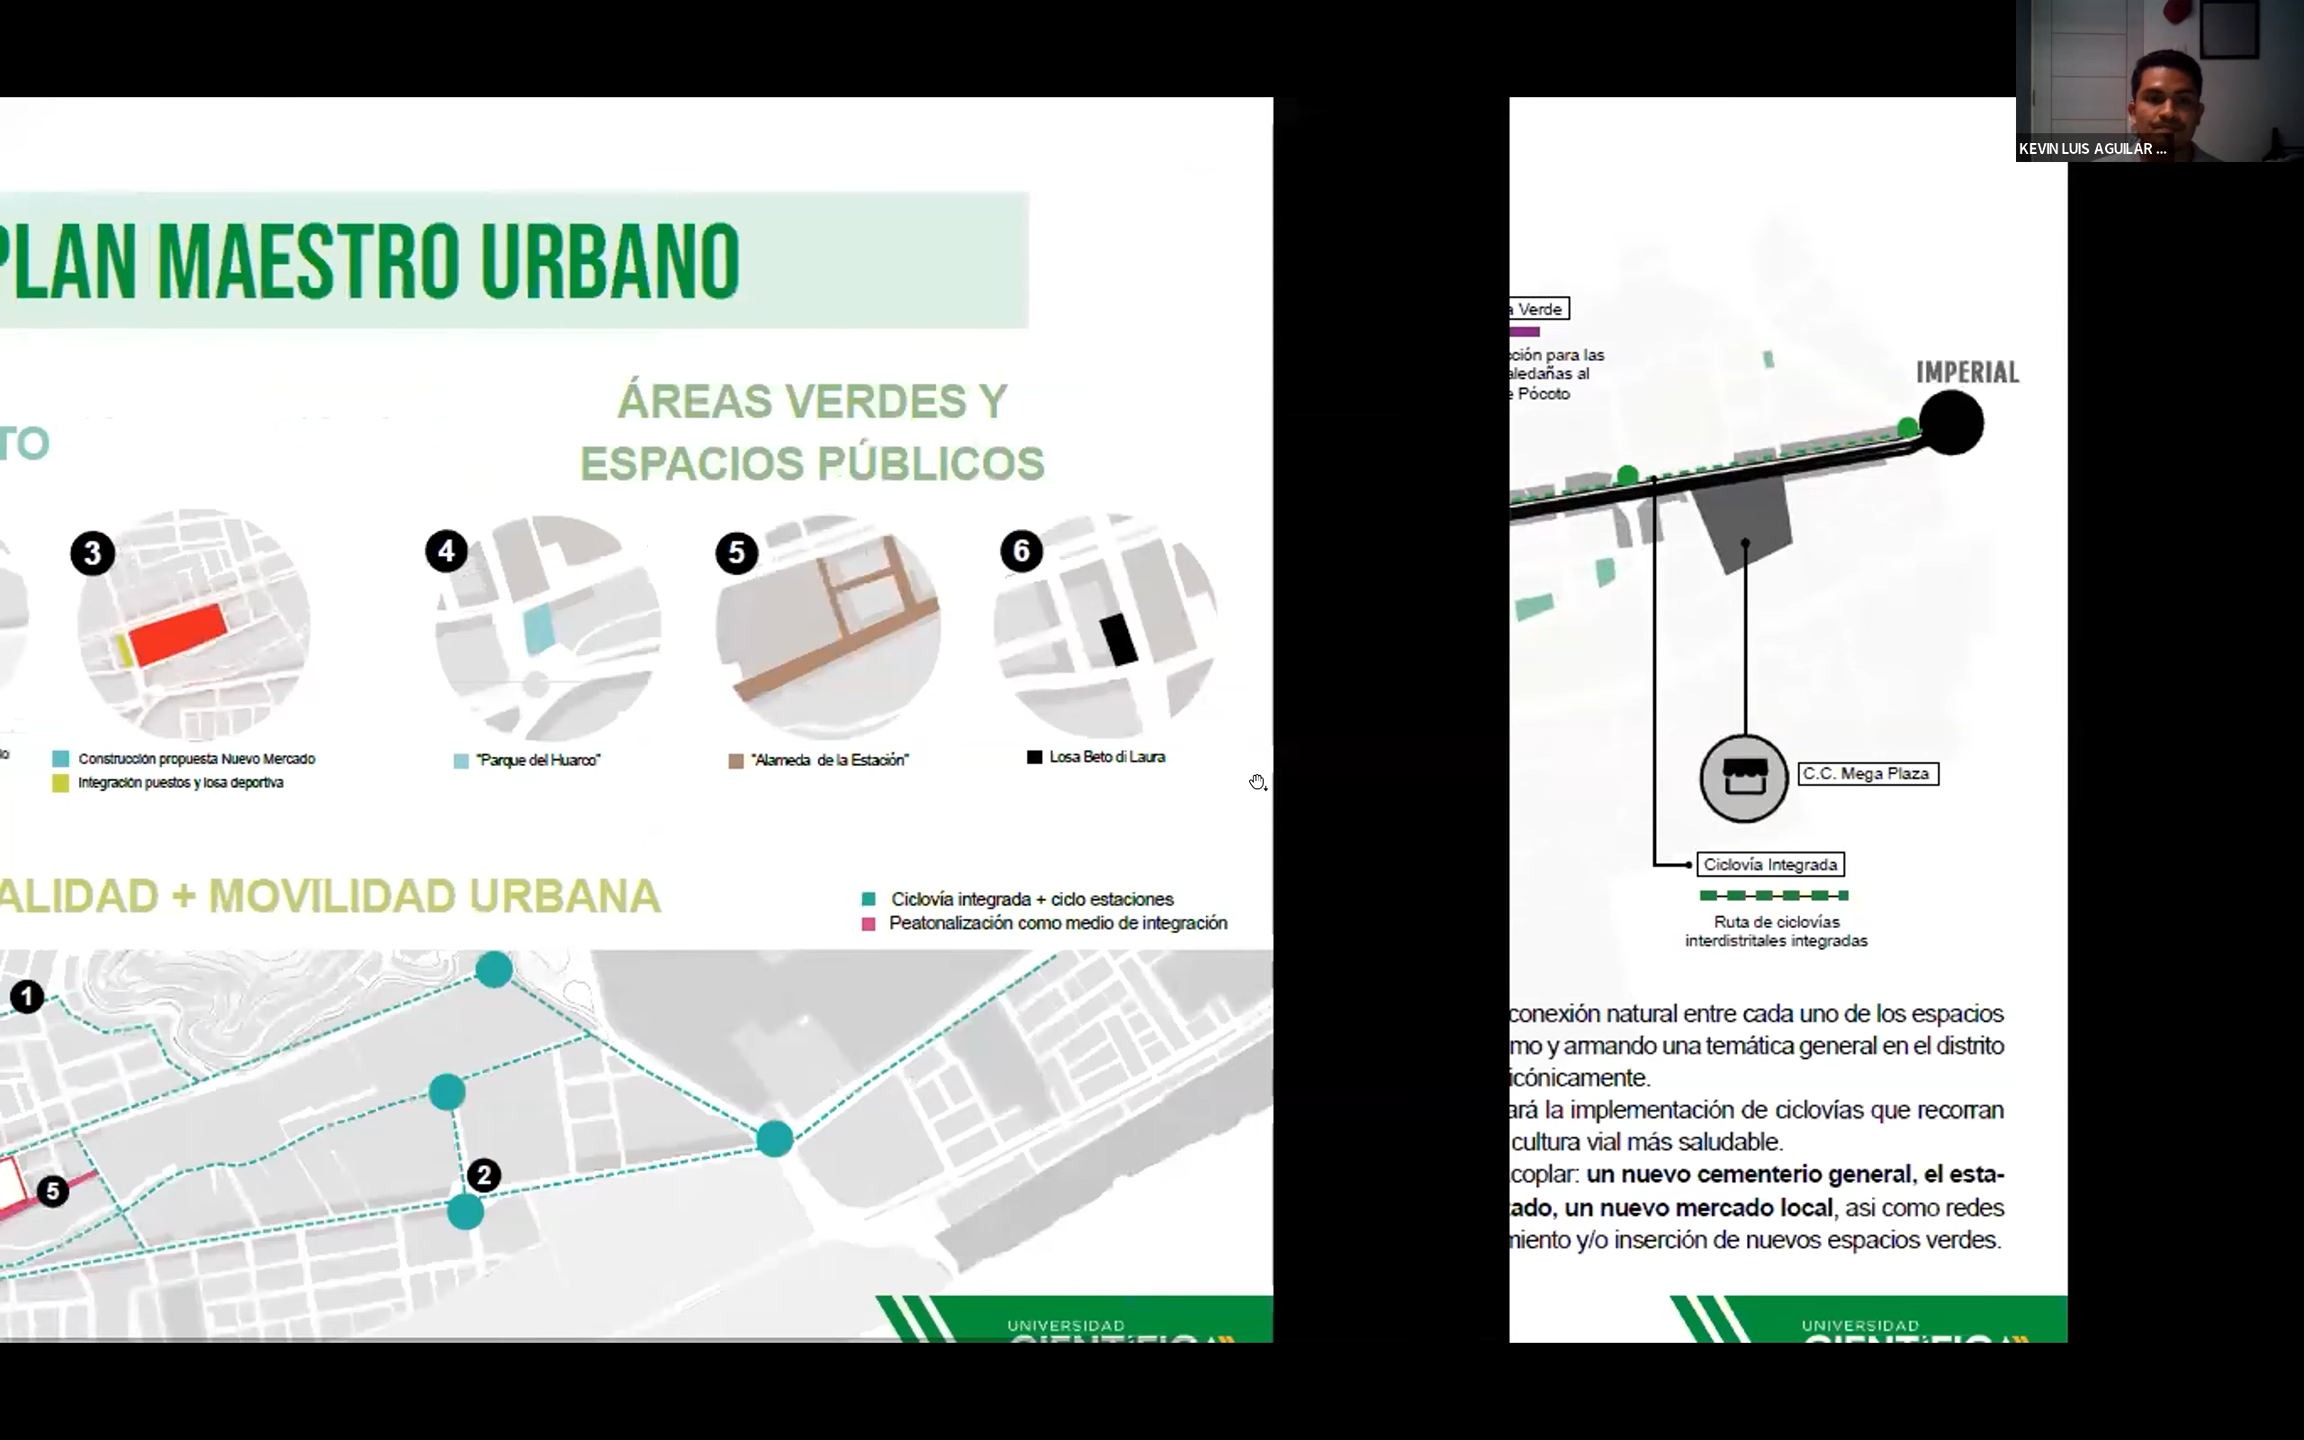 PLAN MAESTRO URBANO
TO
ÁREAS VERDES Y
ESPACIOS PÚBLICOS
3
4
5
6
Construcción propuesta Nuevo Mercado
Integración puestos y losa deportiva
"Parque del Huarco"
"Alameda de la Estación"
Losa Beto di Laura
ALIDAD + MOVILIDAD URBANA
Ciclovía integrada + ciclo estaciones
Peatonalización como medio de integración
1
2
5
UNIVERSIDAD
CIENTÍFICA
KEVIN LUIS AGUILAR ...
a Verde
cción para las
aledañas al
e Pócoto
IMPERIAL
C.C. Mega Plaza
Ciclovía Integrada
Ruta de ciclovías
interdistritales integradas
conexión natural entre cada uno de los espacios
mo y armando una temática general en el distrito
icónicamente.
ará la implementación de ciclovías que recorran
cultura vial más saludable.
coplar: un nuevo cementerio general, el esta-
ado, un nuevo mercado local, asi como redes
miento y/o inserción de nuevos espacios verdes.
UNIVERSIDAD